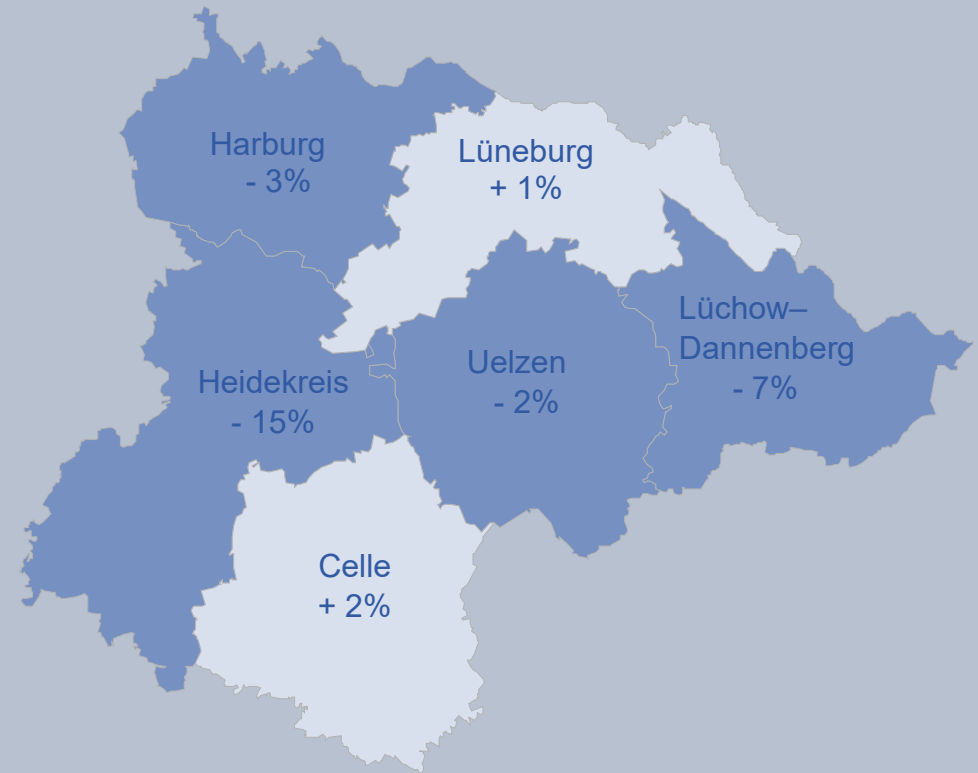 Harburg
- 3%
Lüneburg
+ 1%
Lüchow–
Dannenberg
- 7%
Uelzen
- 2%
Heidekreis
- 15%
Celle
+ 2%